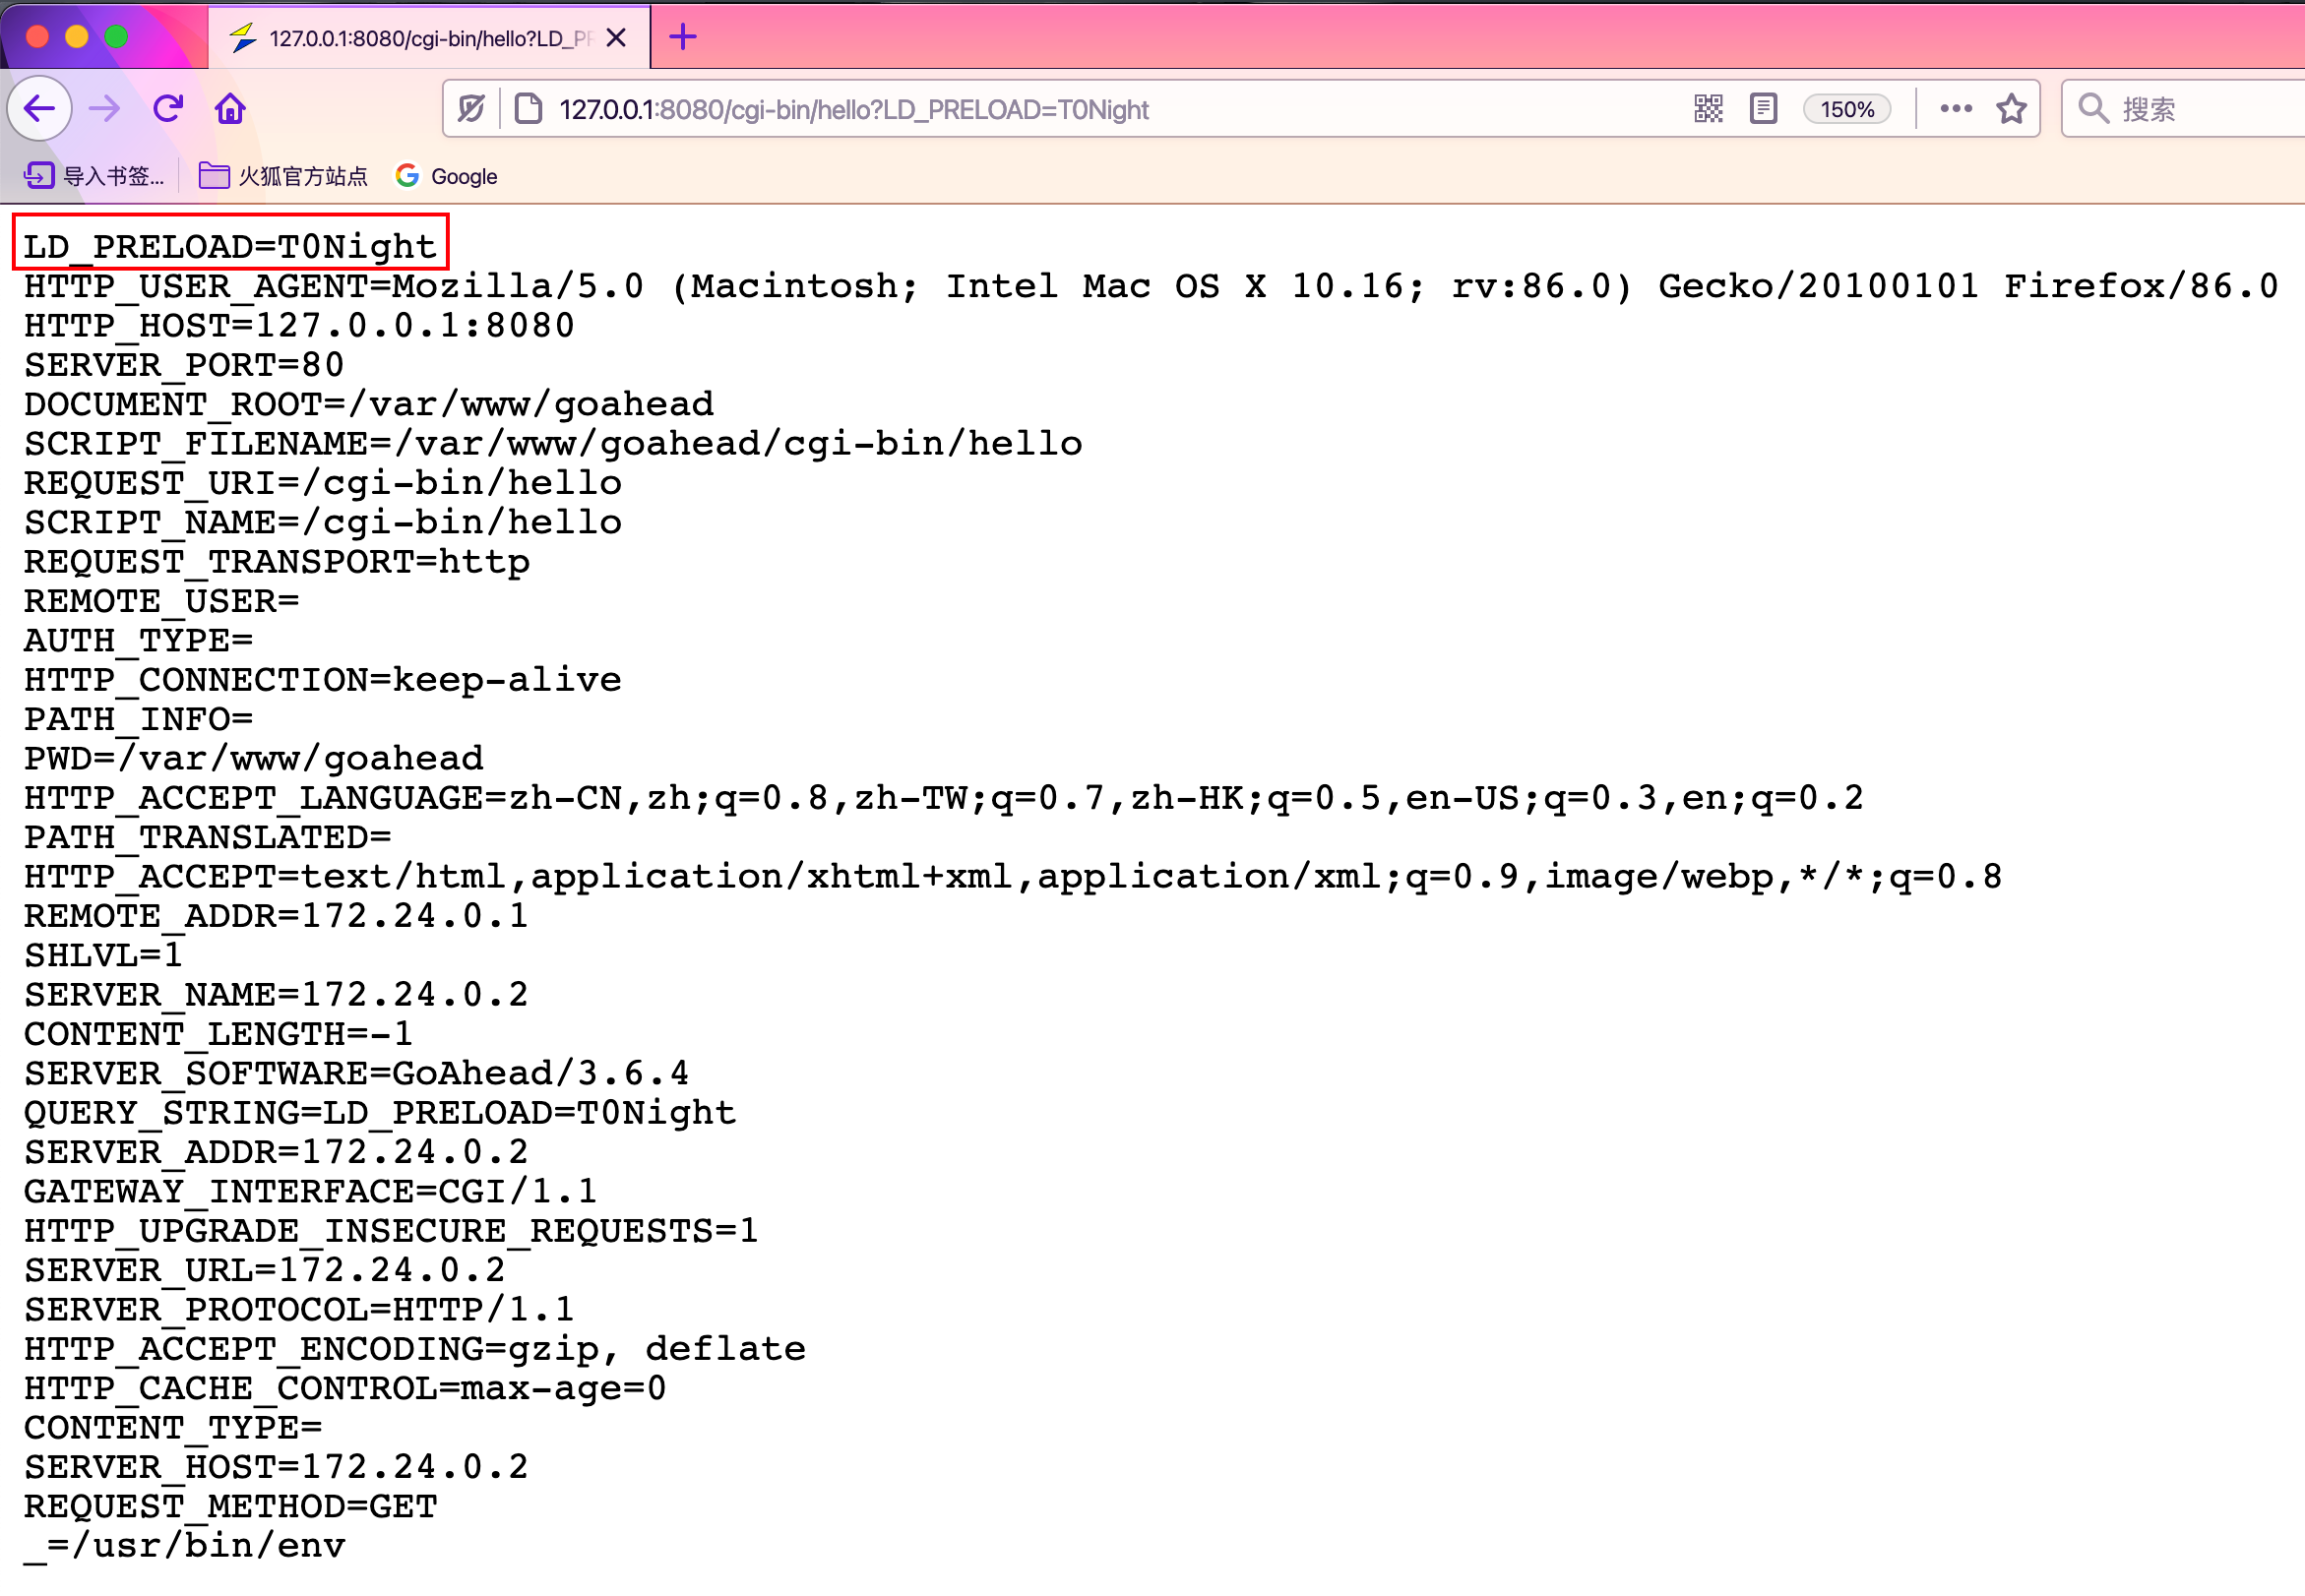 127.0.0.1:8080/cgi-bin/hello?LD_PR
127.0.0.1:8080/cgi-bin/hello?LD_PRELOAD=T0Night
150%
搜索
导入书签...
火狐官方站点
Google
LD_PRELOAD=T0Night
HTTP_USER_AGENT=Mozilla/5.0 (Macintosh; Intel Mac OS X 10.16; rv:86.0) Gecko/20100101 Firefox/86.0
HTTP_HOST=127.0.0.1:8080
SERVER_PORT=80
DOCUMENT_ROOT=/var/www/goahead
SCRIPT_FILENAME=/var/www/goahead/cgi-bin/hello
REQUEST_URI=/cgi-bin/hello
SCRIPT_NAME=/cgi-bin/hello
REQUEST_TRANSPORT=http
REMOTE_USER=
AUTH_TYPE=
HTTP_CONNECTION=keep-alive
PATH_INFO=
PWD=/var/www/goahead
HTTP_ACCEPT_LANGUAGE=zh-CN,zh;q=0.8,zh-TW;q=0.7,zh-HK;q=0.5,en-US;q=0.3,en;q=0.2
PATH_TRANSLATED=
HTTP_ACCEPT=text/html,application/xhtml+xml,application/xml;q=0.9,image/webp,*/*;q=0.8
REMOTE_ADDR=172.24.0.1
SHLVL=1
SERVER_NAME=172.24.0.2
CONTENT_LENGTH=-1
SERVER_SOFTWARE=GoAhead/3.6.4
QUERY_STRING=LD_PRELOAD=T0Night
SERVER_ADDR=172.24.0.2
GATEWAY_INTERFACE=CGI/1.1
HTTP_UPGRADE_INSECURE_REQUESTS=1
SERVER_URL=172.24.0.2
SERVER_PROTOCOL=HTTP/1.1
HTTP_ACCEPT_ENCODING=gzip, deflate
HTTP_CACHE_CONTROL=max-age=0
CONTENT_TYPE=
SERVER_HOST=172.24.0.2
REQUEST_METHOD=GET
_=/usr/bin/env